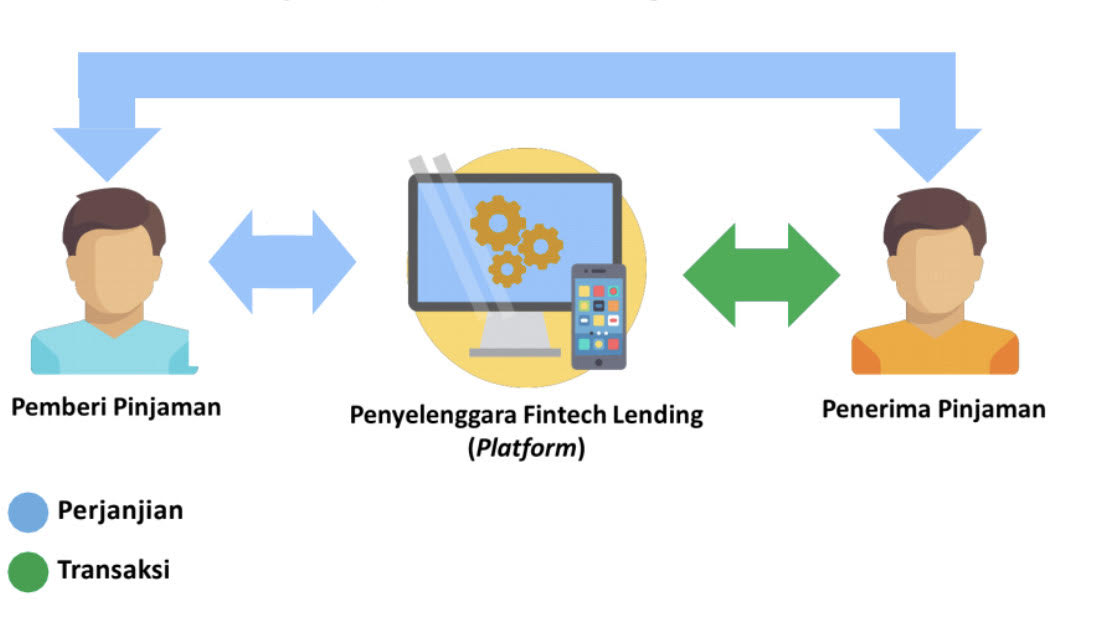 Pemberi Pinjaman
Penyelenggara Fintech Lending
(Platform)
Penerima Pinjaman
Perjanjian
Transaksi